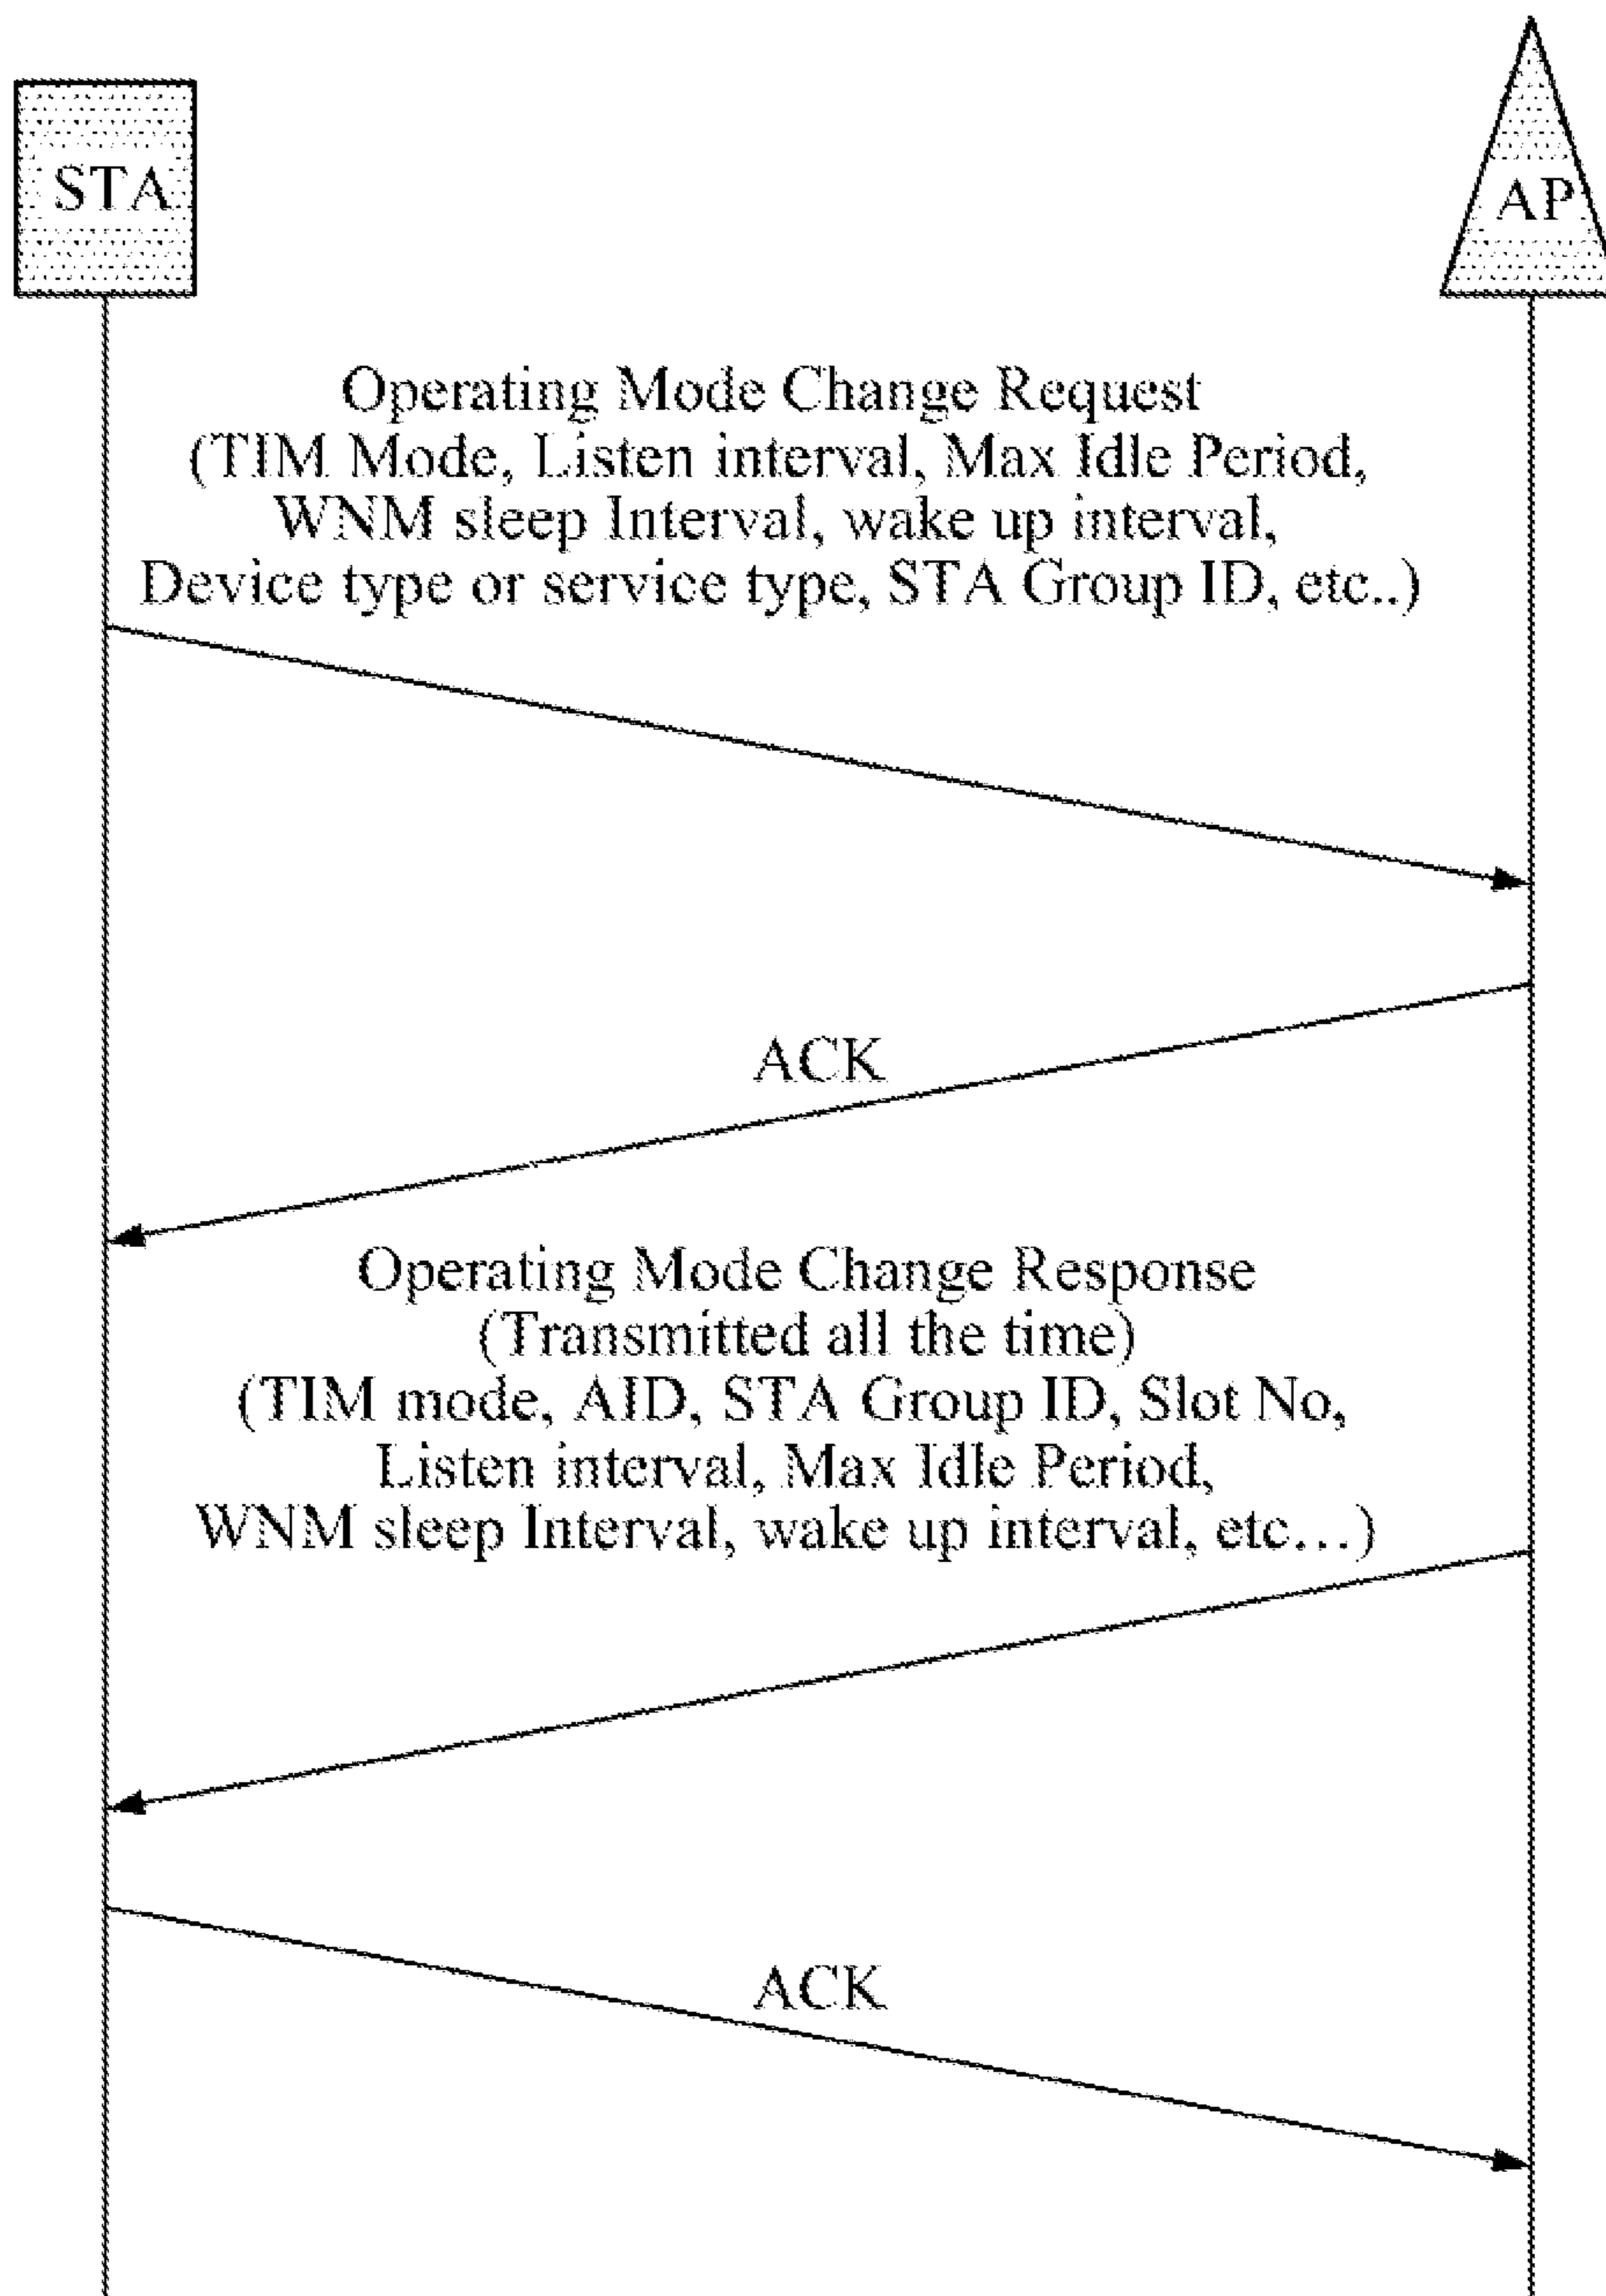 STA
AP
Operating Mode Change Request
(TIM Mode, Listen interval, Max Idle Period,
WNM sleep Interval, wake up interval,
Device type or service type, STA Group ID, etc..)
ACK
Operating Mode Change Response
(Transmitted all the time)
(TIM mode, AID, STA Group ID, Slot No,
Listen interval, Max Idle Period,
WNM sleep Interval, wake up interval, etc...)
ACK